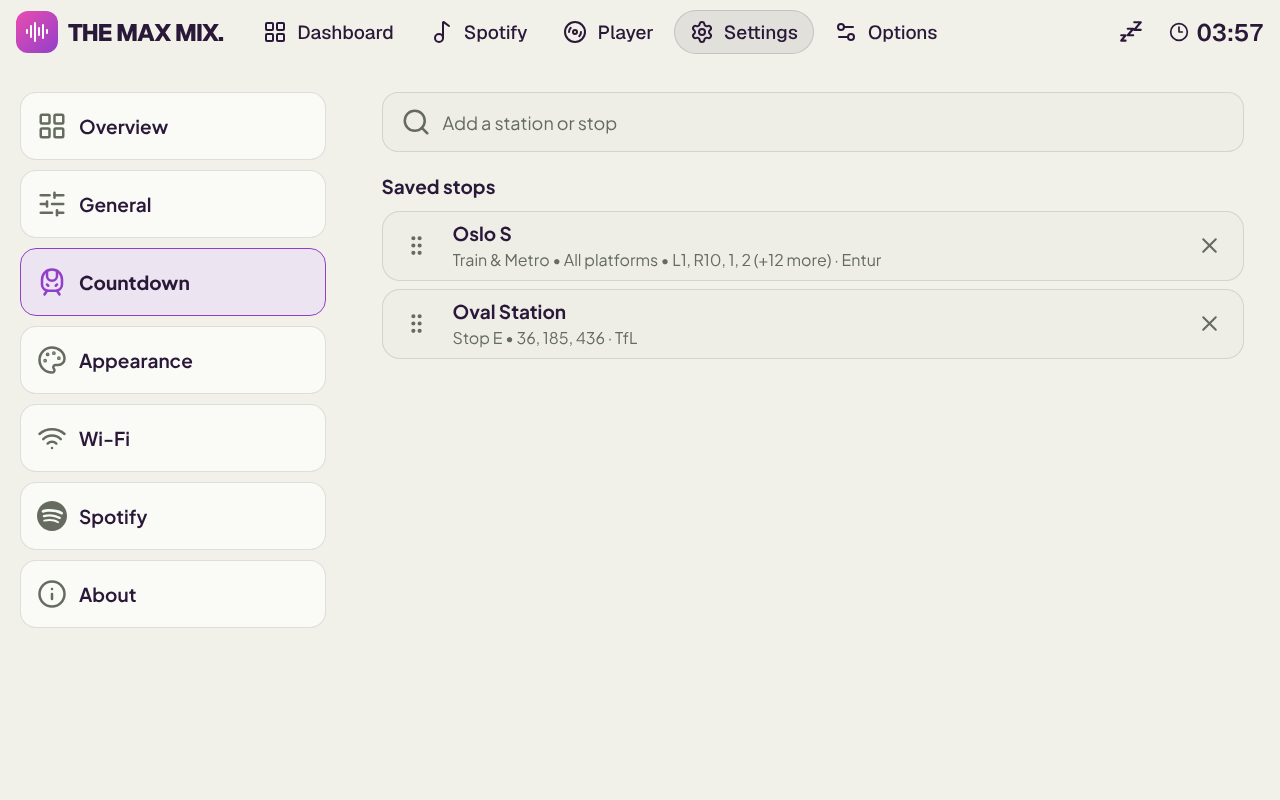 THE MAX MIX.
Dashboard
Spotify
Player
Settings
Options
03:57
Overview
General
Countdown
Appearance
Wi-Fi
Spotify
About
Add a station or stop
Saved stops
Oslo S
Train & Metro • All platforms • L1, R10, 1, 2 (+12 more) · Entur
Oval Station
Stop E • 36, 185, 436 · TfL